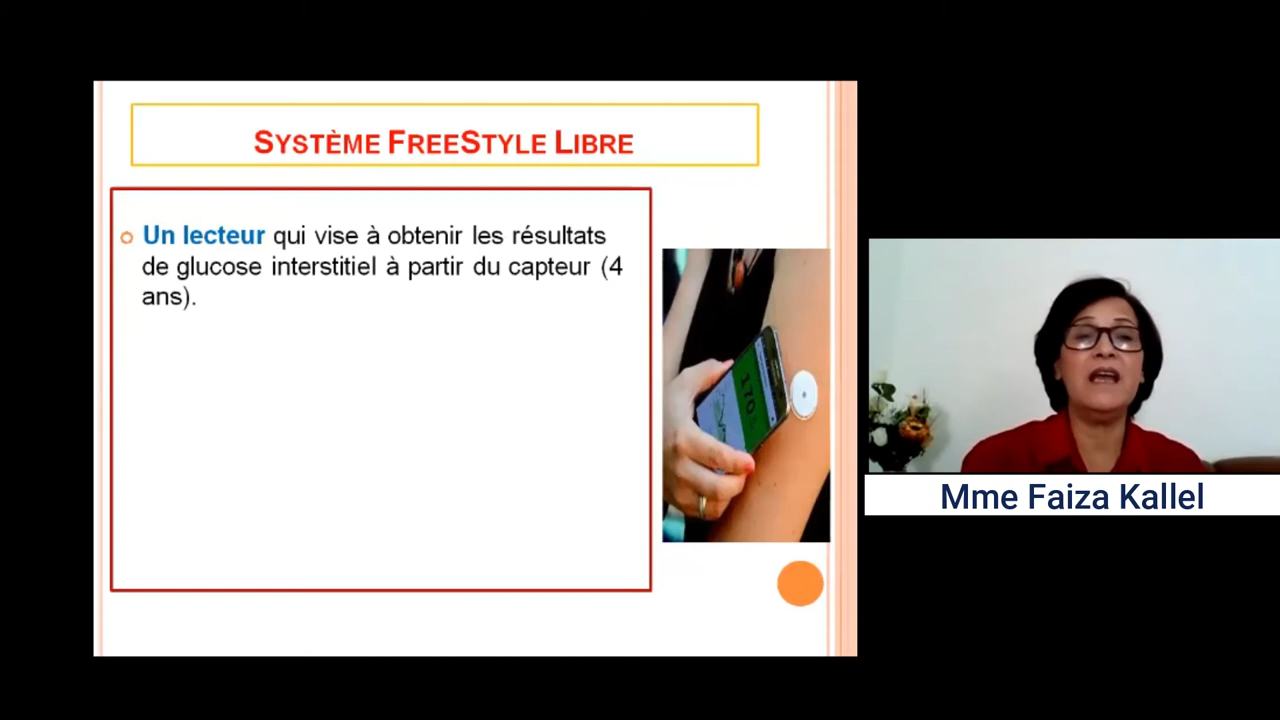 SYSTÈME FREESTYLE LIBRE
Un lecteur qui vise à obtenir les résultats
de glucose interstitiel à partir du capteur (4
ans).
170
Mme Faiza Kallel